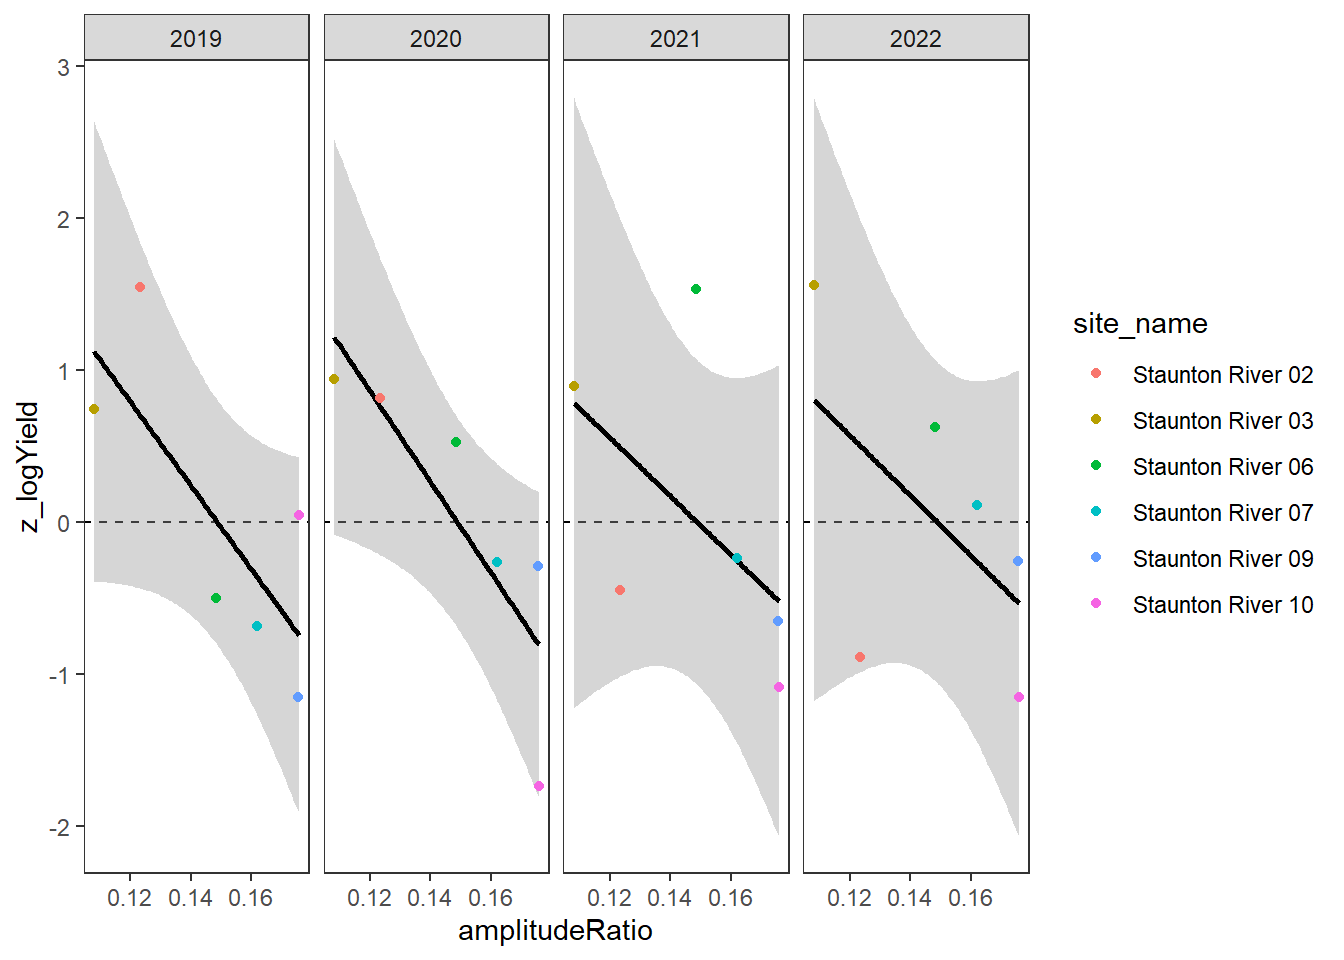 2019 2020 2021 2022
3
2
1
0
-1
-2
z_logYield
0.12 0.14 0.16 0.12 0.14 0.16 0.12 0.14 0.16 0.12 0.14 0.16
amplitudeRatio
site_name
Staunton River 02
Staunton River 03
Staunton River 06
Staunton River 07
Staunton River 09
Staunton River 10